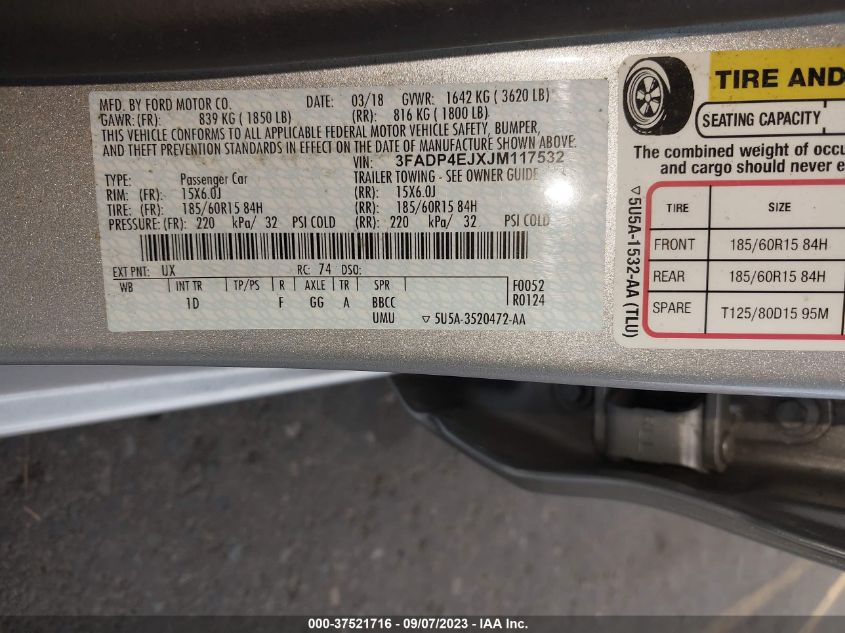 MFD. BY FORD MOTOR CO. DATE: 03/18 GVWR: 1642 KG ( 3620 LB)
GAWR: (FR): 839 KG ( 1850 LB) (RR): 816 KG ( 1800 LB)
THIS VEHICLE CONFORMS TO ALL APPLICABLE FEDERAL MOTOR VEHICLE SAFETY, BUMPER,
AND THEFT PREVENTION STANDARDS IN EFFECT ON THE DATE OF MANUFACTURE SHOWN ABOVE.
VIN: 3FADP4EJXJM117532
TYPE: Passenger Car TRAILER TOWING - SEE OWNER GUIDE
RIM: (FR): 15X6.0J (RR): 15X6.0J
TIRE: (FR): 185/60R15 84H (RR): 185/60R15 84H
PRESSURE: (FR): 220 kPa/ 32 PSI COLD (RR): 220 kPa/ 32 PSI COLD
EXT PNT: UX RC: 74 DSO:
WB INT TR TP/PS R AXLE TR SPR F0052
1D F GG A BBCC R0124
UMU ▽ 5U5A-3520472-AA
TIRE AND
SEATING CAPACITY
The combined weight of occu
and cargo should never e
▽5U5A-1532-AA (TLU)
TIRE SIZE
FRONT 185/60R15 84H
REAR 185/60R15 84H
SPARE T125/80D15 95M
000-37521716 - 09/07/2023 - IAA Inc.